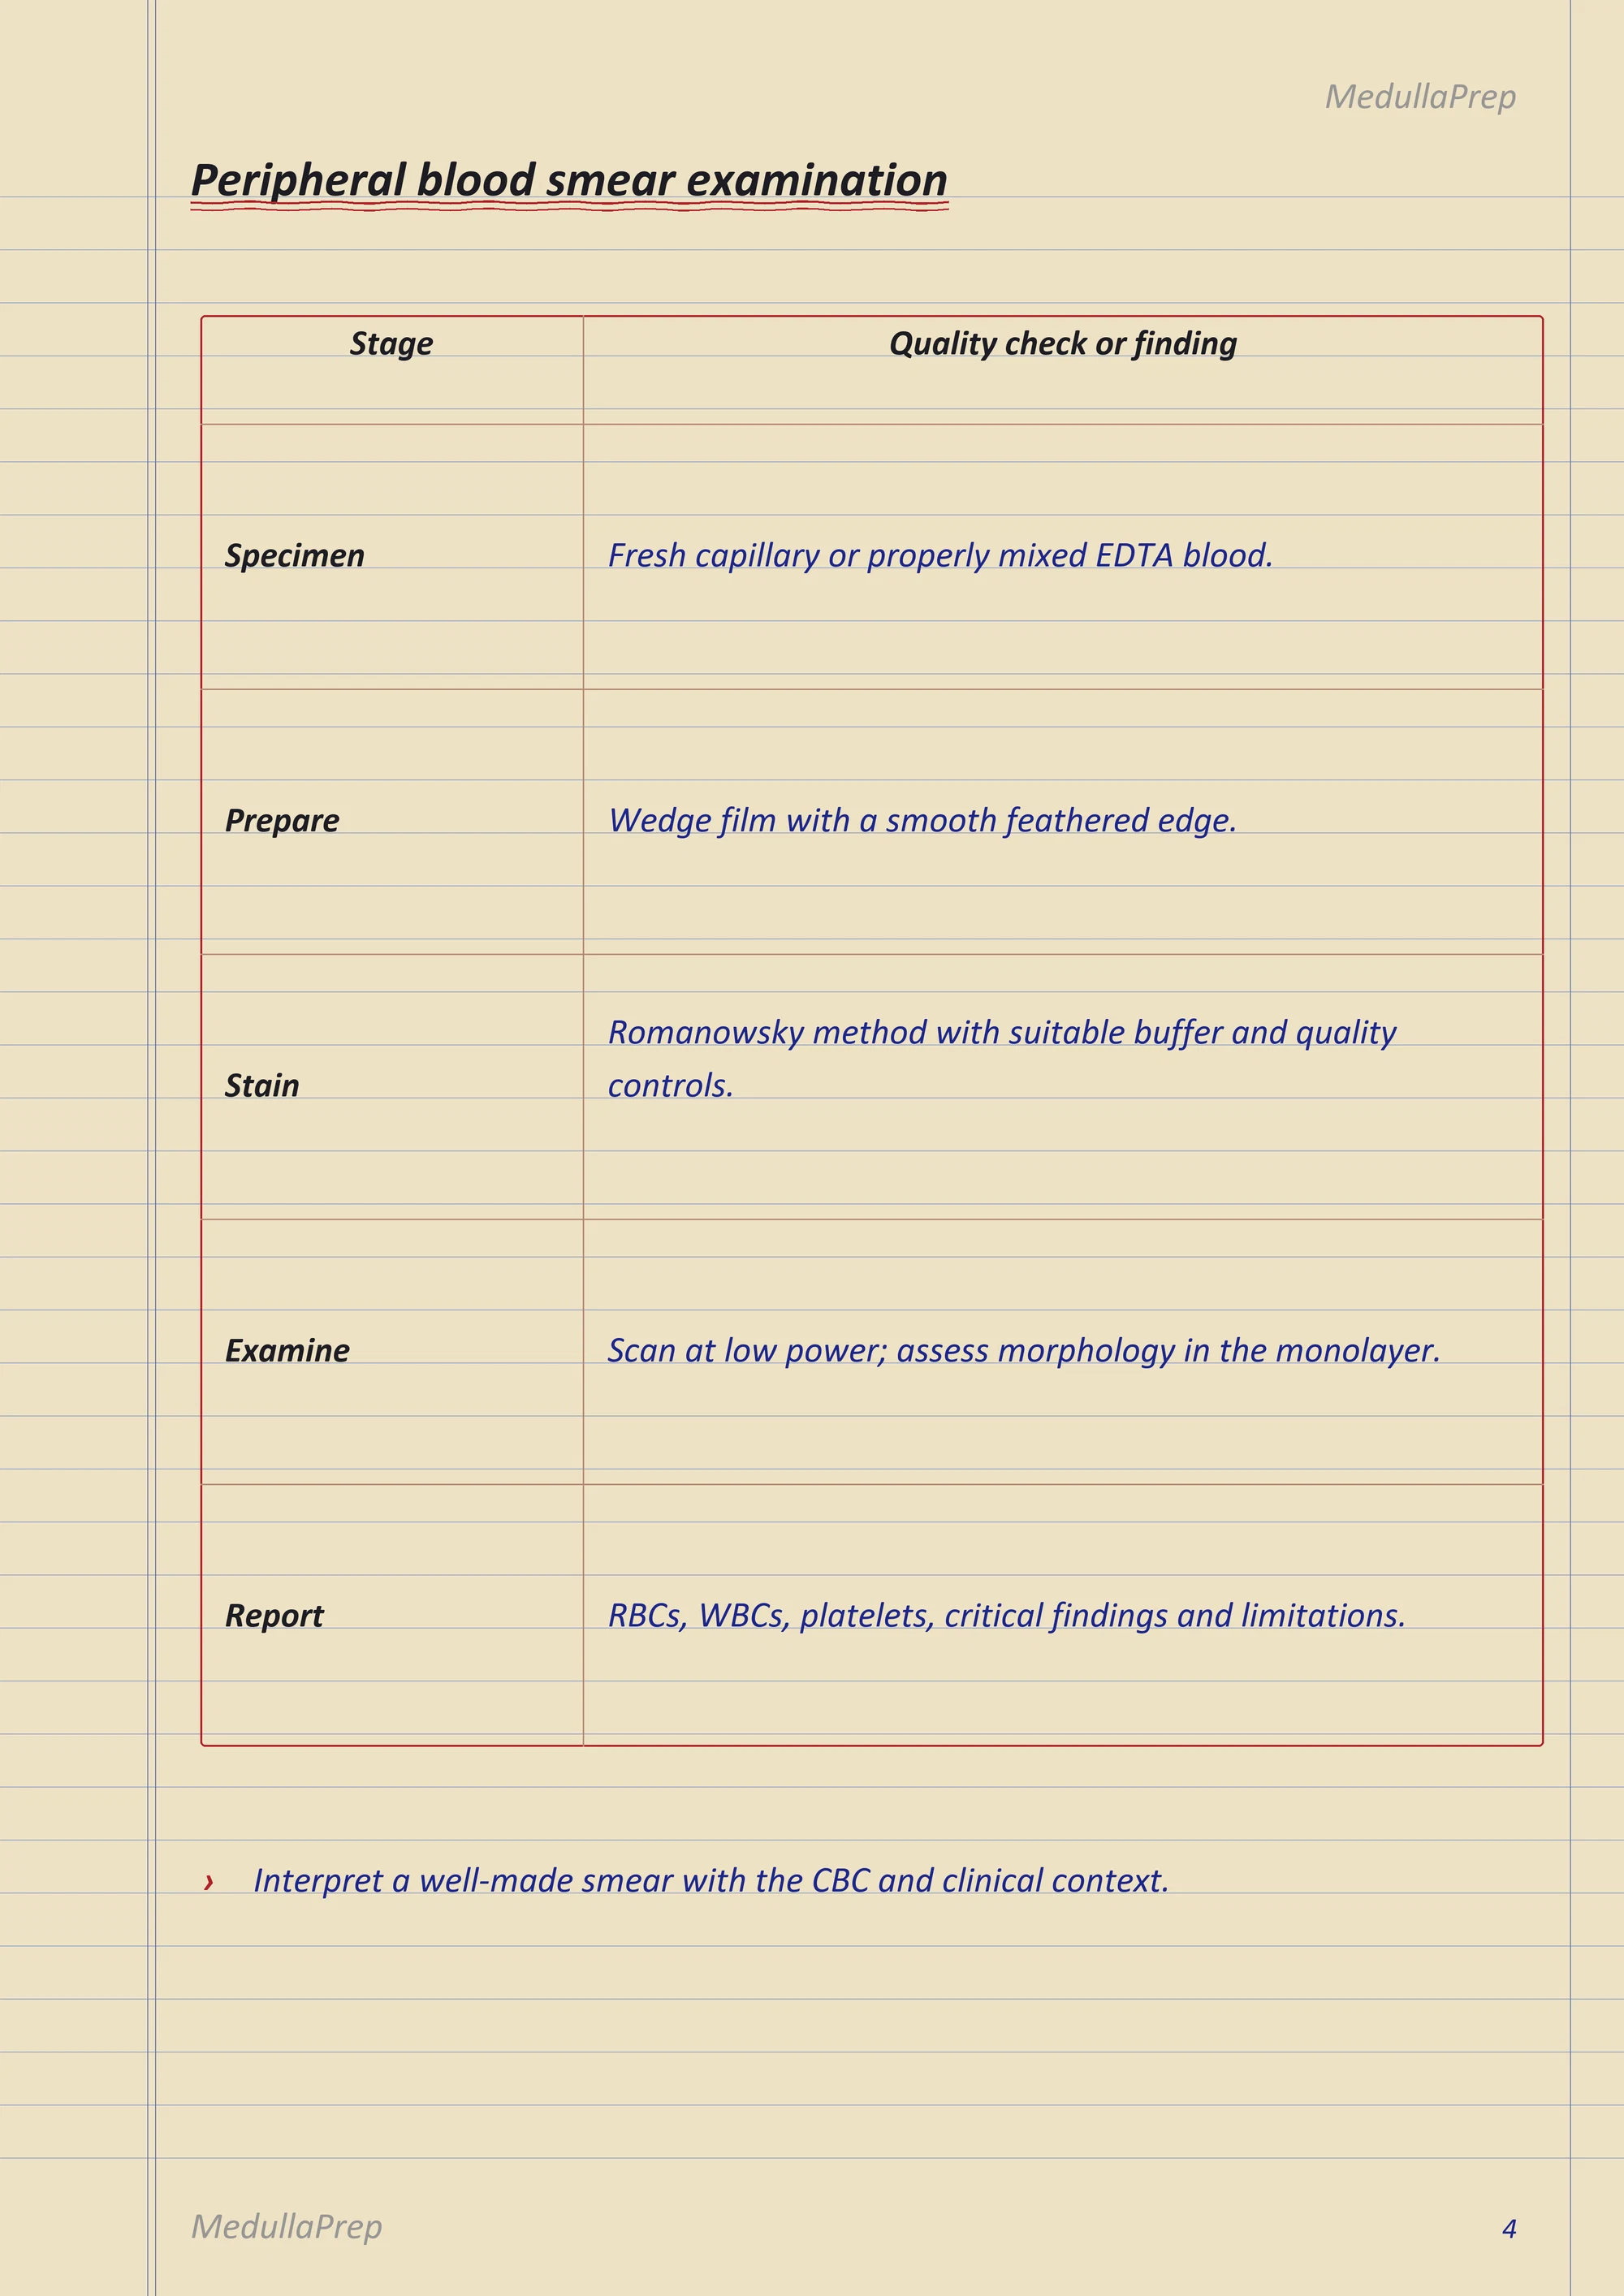 MedullaPrep
Peripheral blood smear examination
Stage Quality check or finding
Specimen Fresh capillary or properly mixed EDTA blood.
Prepare Wedge film with a smooth feathered edge.
Romanowsky method with suitable buffer and quality
Stain controls.
Examine Scan at low power; assess morphology in the monolayer.
Report RBCs, WBCs, platelets, critical findings and limitations.
› Interpret a well-made smear with the CBC and clinical context.
MedullaPrep 4